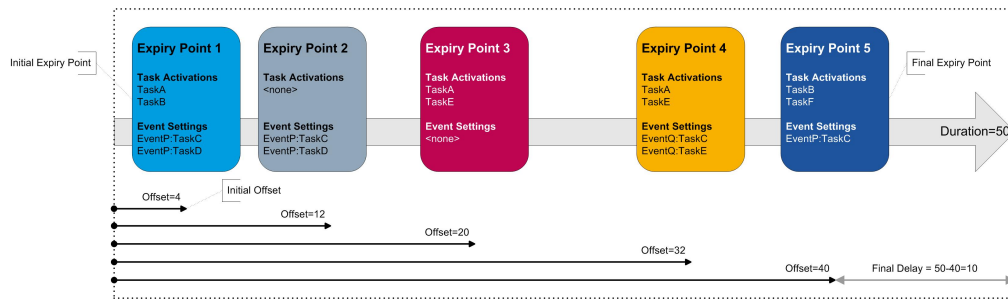 Expiry Point 1
Task Activations
TaskA
TaskB
Event Settings
EventP:TaskC
EventP:TaskD
Expiry Point 2
Task Activations
<none>
Event Settings
EventP:TaskC
EventP:TaskD
Expiry Point 3
Task Activations
TaskA
TaskE
Event Settings
<none>
Expiry Point 4
Task Activations
TaskA
TaskE
Event Settings
EventQ:TaskC
EventQ:TaskE
Expiry Point 5
Task Activations
TaskB
TaskF
Event Settings
EventP:TaskC
Initial Expiry Point
Final Expiry Point
Duration=50
Offset=4
Initial Offset
Offset=12
Offset=20
Offset=32
Offset=40
Final Delay = 50-40=10